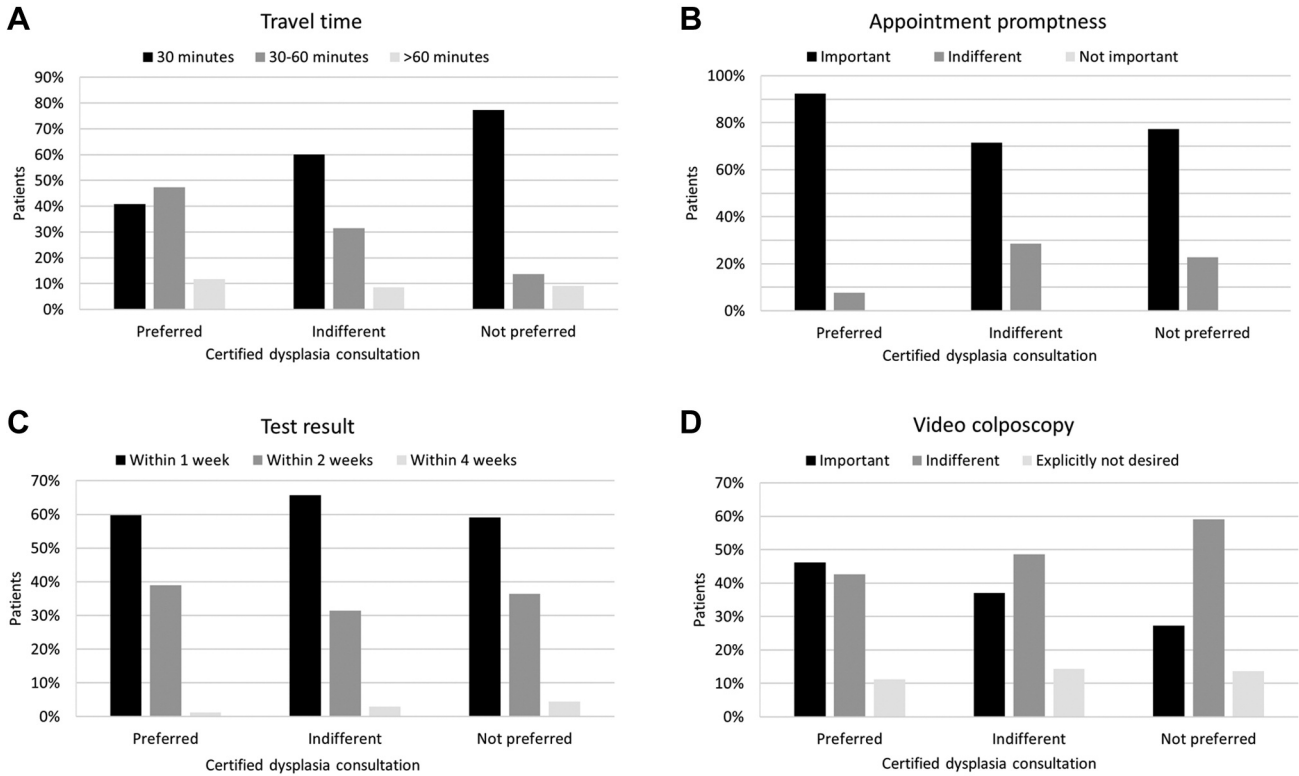 A
Travel time
30 minutes 30-60 minutes >60 minutes
90%
80%
70%
60%
50%
40%
30%
20%
10%
0%
Patients
Preferred Indifferent Not preferred
Certified dysplasia consultation
B
Appointment promptness
Important Indifferent Not important
100%
80%
60%
40%
20%
0%
Patients
Preferred Indifferent Not preferred
Certified dysplasia consultation
C
Test result
Within 1 week Within 2 weeks Within 4 weeks
70%
60%
50%
40%
30%
20%
10%
0%
Patients
Preferred Indifferent Not preferred
Certified dysplasia consultation
D
Video colposcopy
Important Indifferent Explicitly not desired
70%
60%
50%
40%
30%
20%
10%
0%
Patients
Preferred Indifferent Not preferred
Certified dysplasia consultation